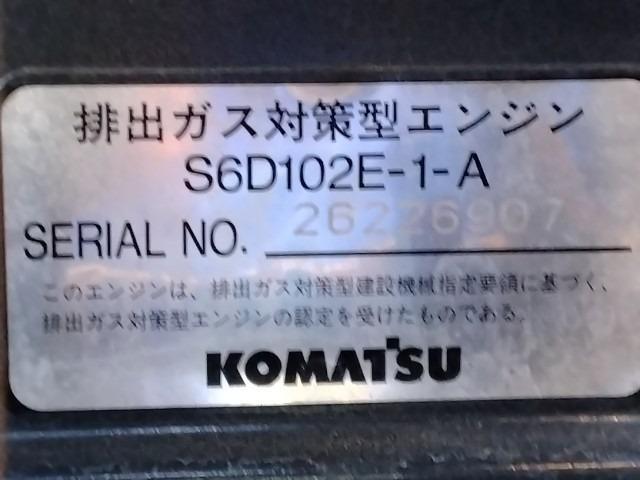 排出ガス対策型エンジン
S6D102E-1-A
SERIAL NO. 26226907
このエンジンは、排出ガス対策型建設機械指定要領に基づく、
排出ガス対策型エンジンの認定を受けたものである。
KOMATSU